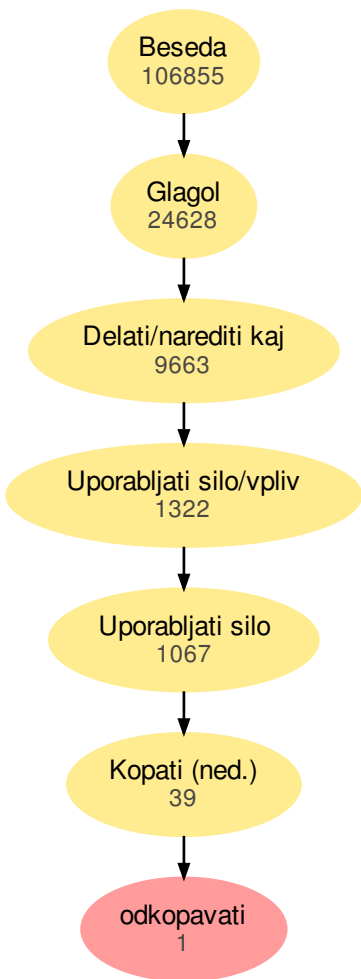 Beseda
106855
Glagol
24628
Delati/narediti kaj
9663
Uporabljati silo/vpliv
1322
Uporabljati silo
1067
Kopati (ned.)
39
odkopavati
1